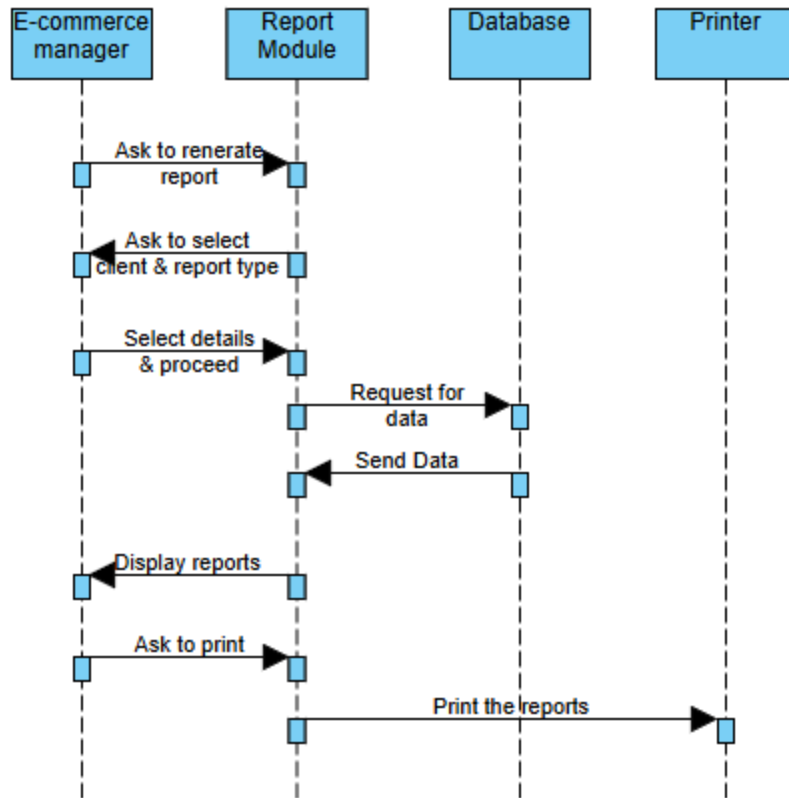 E-commerce
manager
Report
Module
Database
Printer
Ask to renerate
report
Ask to select
client & report type
Select details
& proceed
Request for
data
Send Data
Display reports
Ask to print
Print the reports